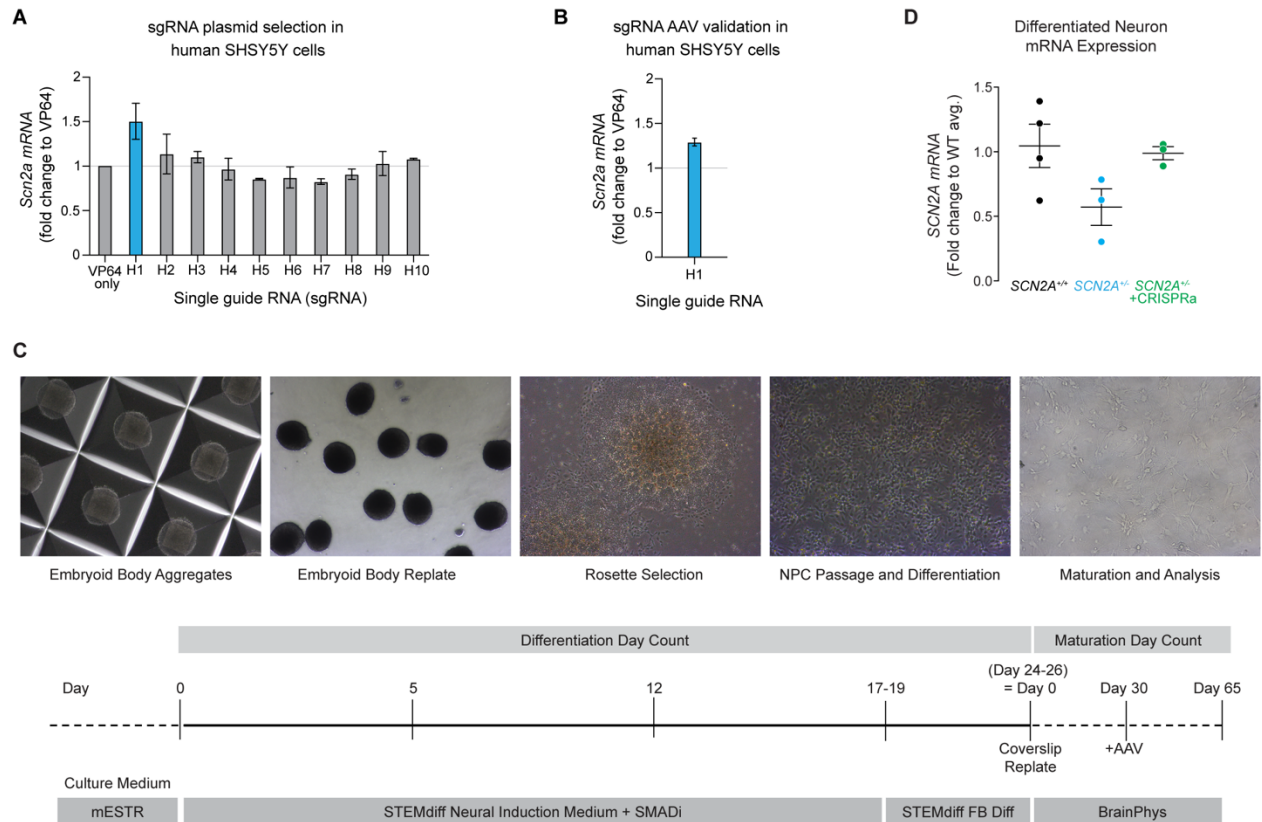 A
sgRNA plasmid selection in
human SHSY5Y cells
Scn2a mRNA
(fold change to VP64)
2
1.5
1
0.5
0
VP64
only
H1
H2
H3
H4
H5
H6
H7
H8
H9
H10
Single guide RNA (sgRNA)
B
sgRNA AAV validation in
human SHSY5Y cells
Scn2a mRNA
(fold change to VP64)
2
1.5
1
0.5
0
H1
Single guide RNA
D
Differentiated Neuron
mRNA Expression
SCN2A mRNA
(Fold change to WT avg.)
1.5
1.0
0.5
0.0
SCN2A+/+
SCN2A+/-
SCN2A+/-
+CRISPRa
C
Embryoid Body Aggregates
Embryoid Body Replate
Rosette Selection
NPC Passage and Differentiation
Maturation and Analysis
Differentiation Day Count
Maturation Day Count
Day
0
5
12
17-19
(Day 24-26)
= Day 0
Day 30
Day 65
Coverslip
Replate
+AAV
Culture Medium
mESTR
STEMdiff Neural Induction Medium + SMADi
STEMdiff FB Diff
BrainPhys